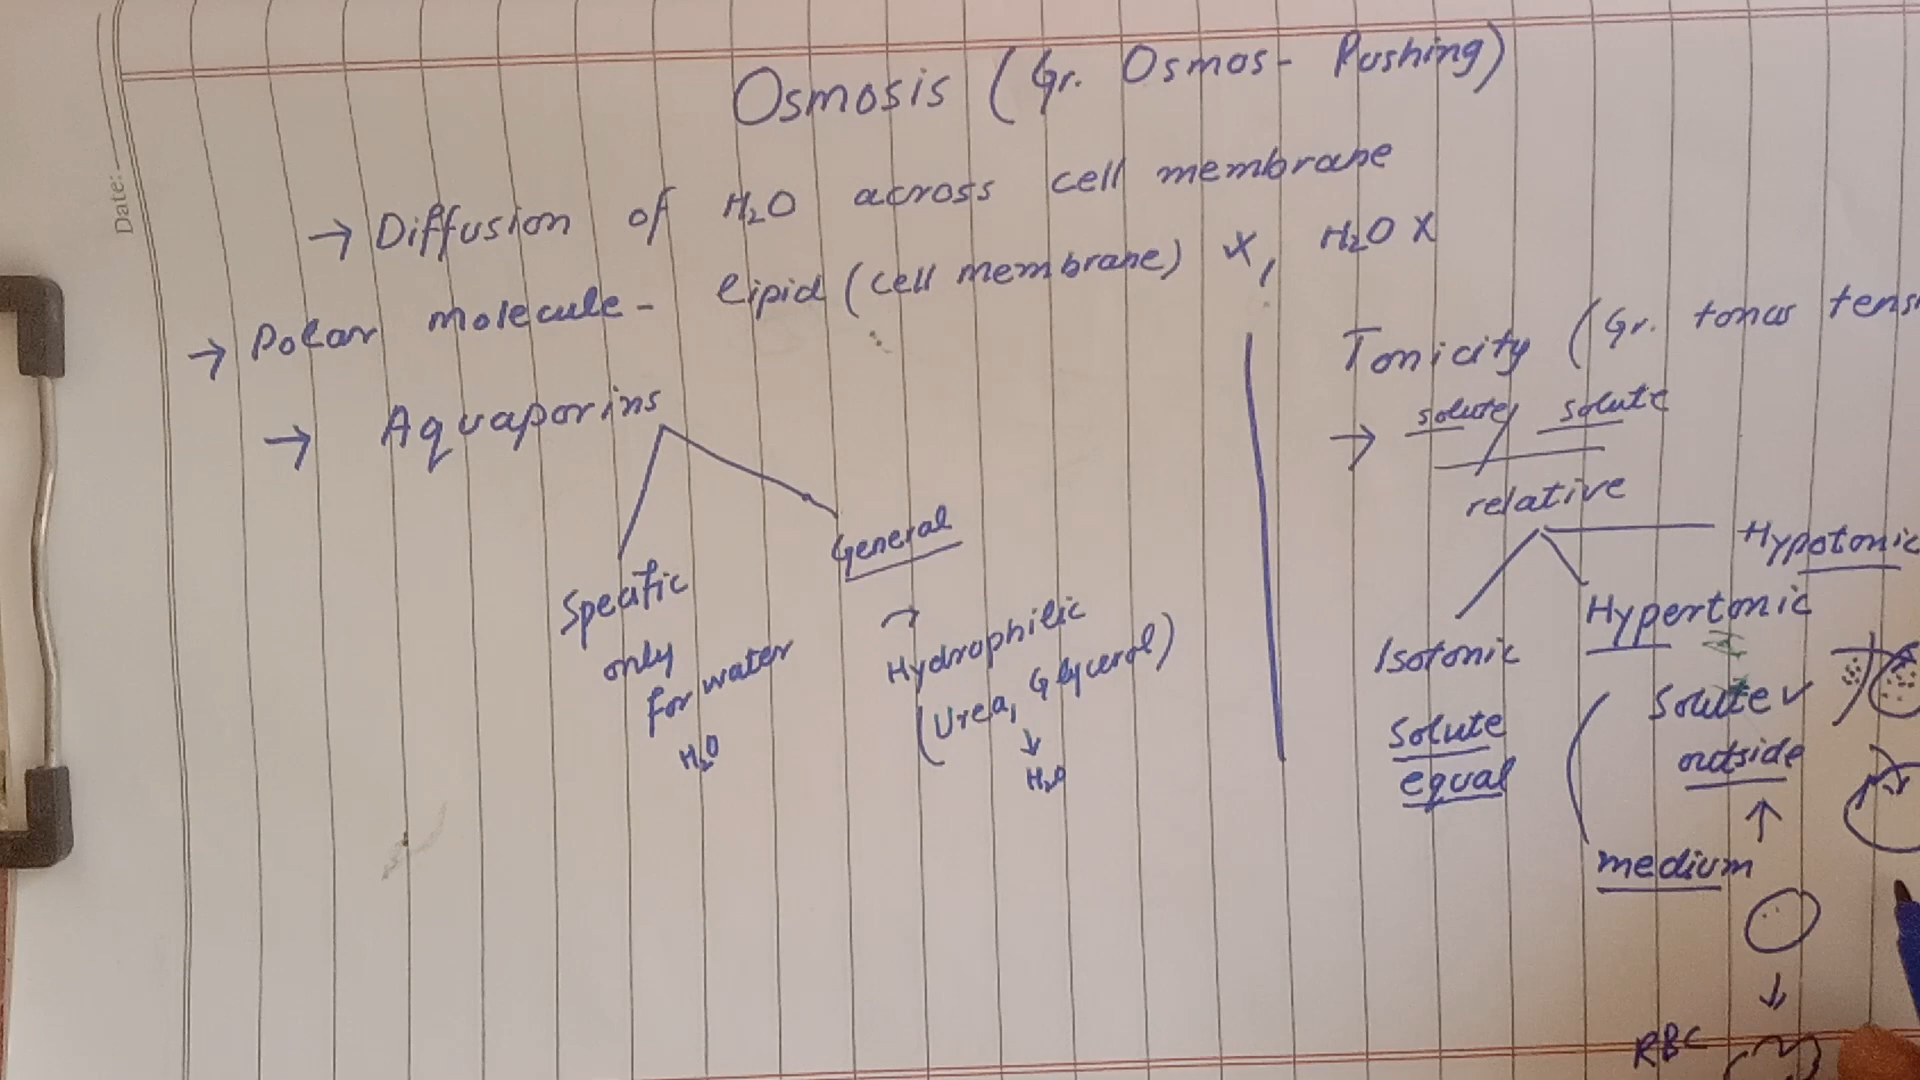 Date:
Osmosis (Gr. Osmos- Pushing)
→ Diffusion of H₂O across cell membrane
→ Polar molecule - lipid (cell membrane) X, H₂O X
→ Aquaporins
Specific
only
for water
H₂O
General
Hydrophilic
(Urea, Glycerol)
↓
H₂O
Tonicity (Gr. tonus
→ solute/ solute
relative
Isotonic
Solute
equal
Hypertonic
Solute
outside
↑
medium
↓
RBC
Hypotonic